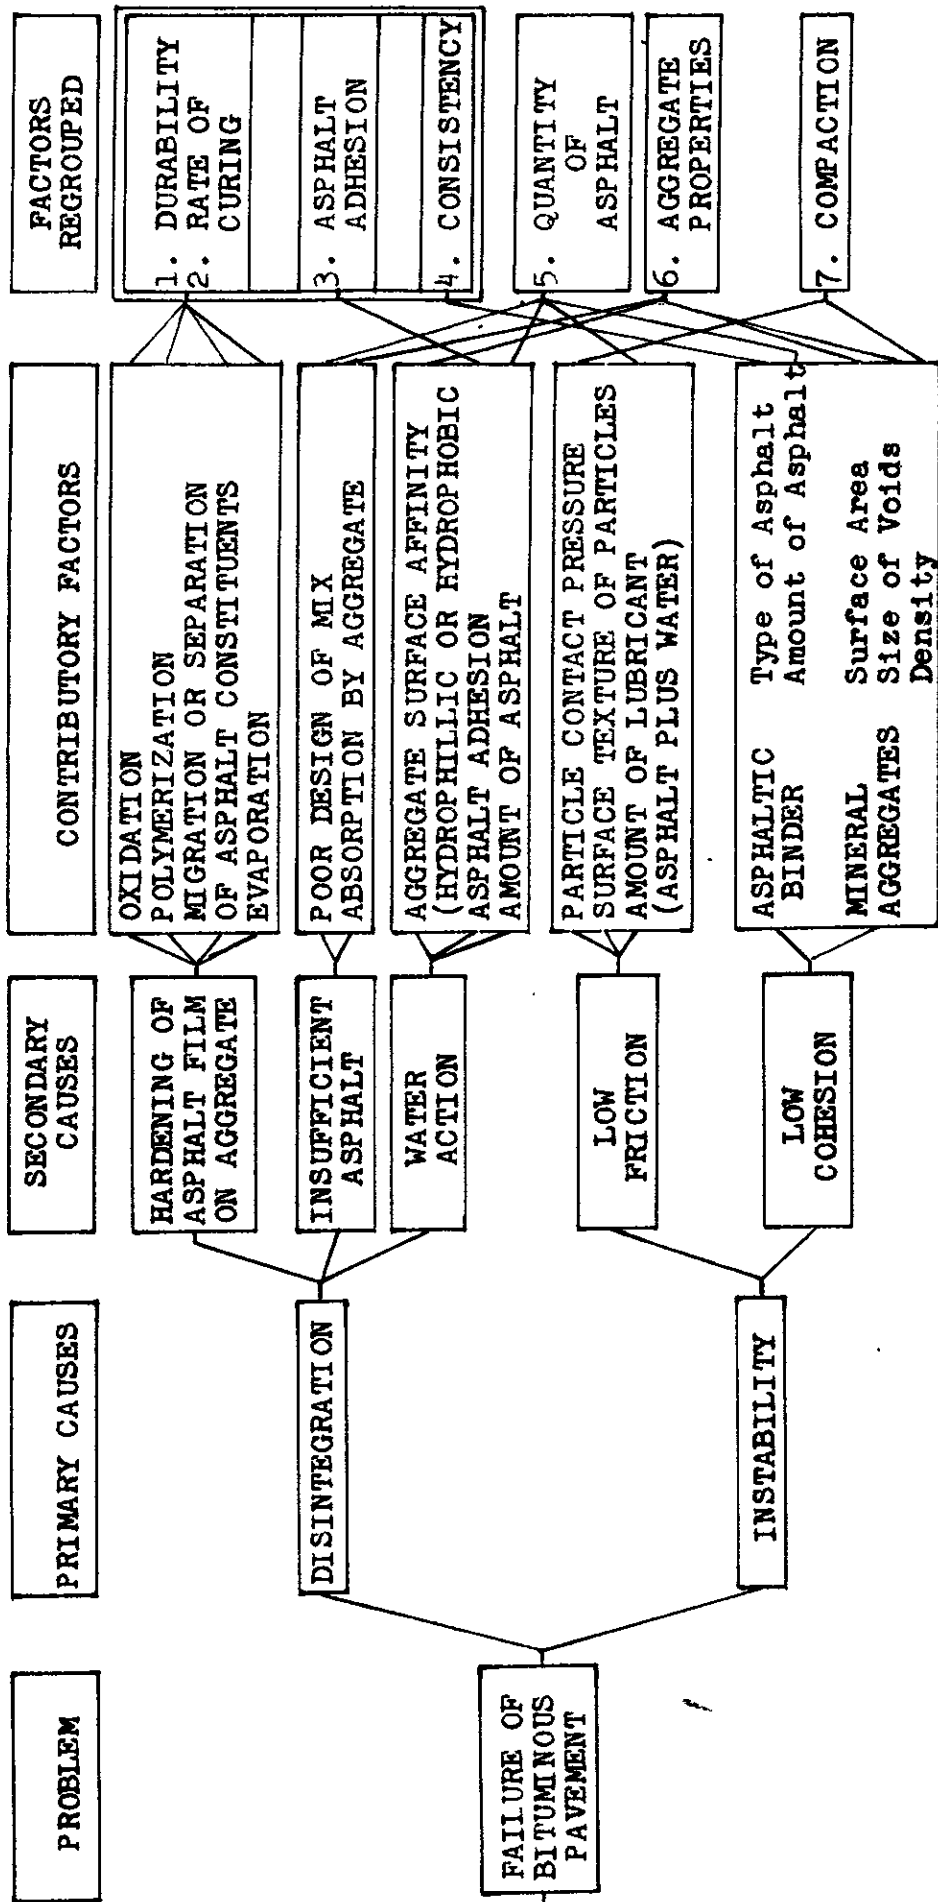 PROBLEM
PRIMARY CAUSES
SECONDARY
CAUSES
CONTRIBUTORY FACTORS
FACTORS
REGROUPED
FAILURE OF
BITUMINOUS
PAVEMENT
DISINTEGRATION
INSTABILITY
HARDENING OF
ASPHALT FILM
ON AGGREGATE
INSUFFICIENT
ASPHALT
WATER
ACTION
LOW
FRICTION
LOW
COHESION
OXIDATION
POLYMERIZATION
MIGRATION OR SEPARATION
OF ASPHALT CONSTITUENTS
EVAPORATION
POOR DESIGN OF MIX
ABSORPTION BY AGGREGATE
AGGREGATE SURFACE AFFINITY
(HYDROPHILLIC OR HYDROPHOBIC
ASPHALT ADHESION
AMOUNT OF ASPHALT
PARTICLE CONTACT PRESSURE
SURFACE TEXTURE OF PARTICLES
AMOUNT OF LUBRICANT
(ASPHALT PLUS WATER)
ASPHALTIC Type of Asphalt
BINDER Amount of Asphalt
MINERAL Surface Area
AGGREGATES Size of Voids
Density
1. DURABILITY
2. RATE OF
CURING
3. ASPHALT
ADHESION
4. CONSISTENCY
5. QUANTITY
OF
ASPHALT
6. AGGREGATE
PROPERTIES
7. COMPACTION